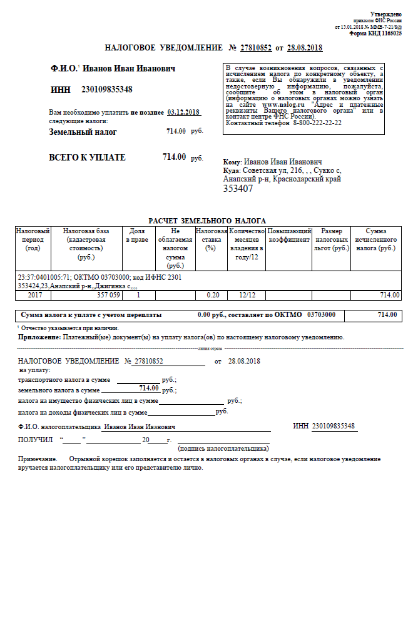 Утверждено
приказом ФНС России
от 15.01.2018 № ММВ-7-21/8@
Форма КНД 1165025
НАЛОГОВОЕ УВЕДОМЛЕНИЕ № 27810852 от 28.08.2018
Ф.И.О.¹ Иванов Иван Иванович
ИНН 230109835348
Вам необходимо уплатить не позднее 03.12.2018
следующие налоги:
Земельный налог 714.00 руб.
ВСЕГО К УПЛАТЕ 714.00 руб.
В случае возникновения вопросов, связанных с
исчислением налога по конкретному объекту, а
также, если Вы обнаружили в уведомлении
недостоверную информацию, пожалуйста,
сообщите об этом в налоговый орган
(информацию о налоговых органах можно узнать
на сайте www.nalog.ru "Адрес и платежные
реквизиты Вашего налогового органа" или в
контакт центре ФНС России)
Контактный телефон 8-800-222-22-22
Кому: Иванов Иван Иванович
Куда: Советская ул, 216, , , Сукко с,
Анапский р-н, Краснодарский край
353407
РАСЧЕТ ЗЕМЕЛЬНОГО НАЛОГА
Налоговый период (год) Налоговая база (кадастровая стоимость) (руб.) Доля в праве Не облагаемая налогом сумма (руб.) Налоговая ставка (%) Количество месяцев владения в году/12 Повышающий коэффициент Размер налоговых льгот (руб.) Сумма исчисленного налога (руб.)
23:37:0401005:71; ОКТМО 03703000; код ИФНС 2301
353424,23,Анапский р-н,,Джигинка с,,,,
2017 357 059 1 0.20 12/12 714.00
Сумма налога к уплате с учетом переплаты 0.00 руб., составляет по ОКТМО 03703000 714.00
¹ Отчество указывается при наличии.
Приложение: Платежный(ые) документ(ы) на уплату налога(ов) по настоящему налоговому уведомлению.
линия отрыва
НАЛОГОВОЕ УВЕДОМЛЕНИЕ № 27810852 от 28.08.2018
на уплату:
транспортного налога в сумме руб.;
земельного налога в сумме 714.00 руб.;
налога на имущество физических лиц в сумме руб.;
налога на доходы физических лиц в сумме руб.
Ф.И.О. налогоплательщика Иванов Иван Иванович ИНН 230109835348
ПОЛУЧИЛ “ ” 20 г.
(подпись налогоплательщика)
Примечание. Отрывной корешок заполняется и остается в налоговых органах в случае, если налоговое уведомление
вручается налогоплательщику или его представителю лично.